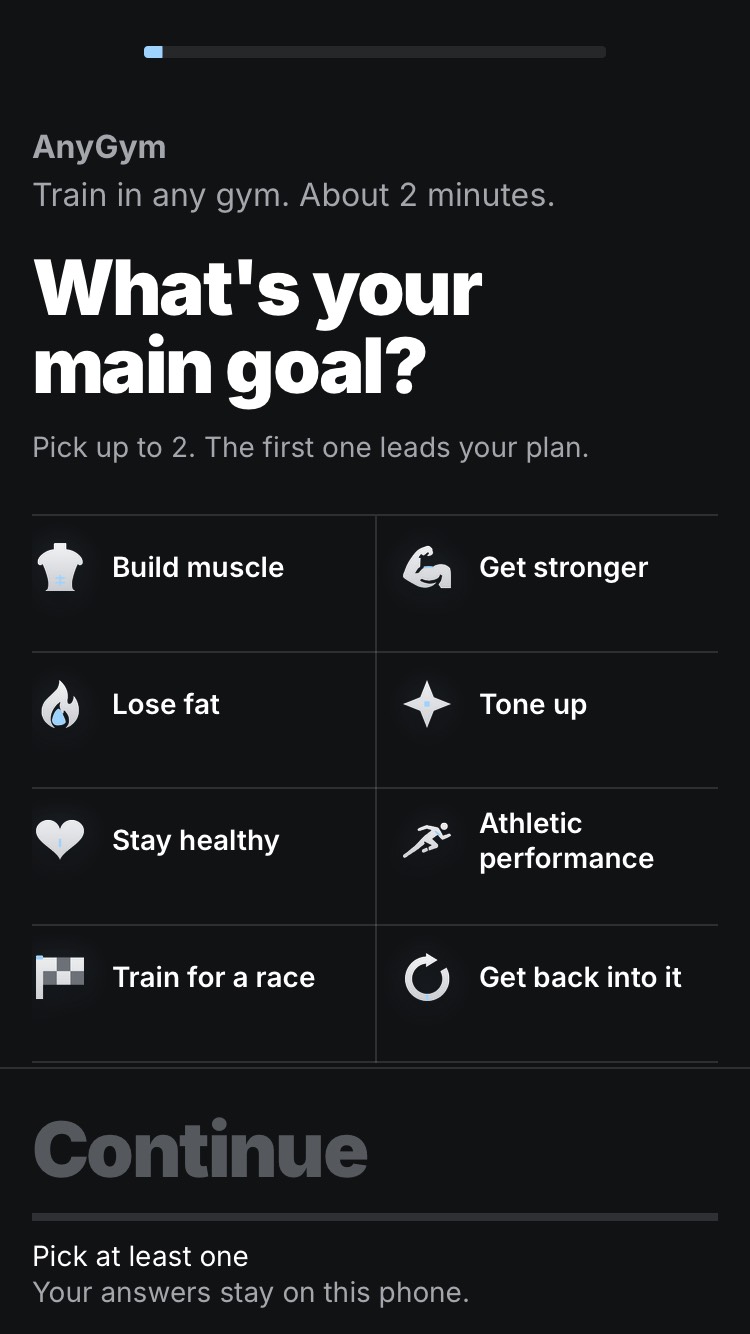 AnyGym
Train in any gym. About 2 minutes.
What's your
main goal?
Pick up to 2. The first one leads your plan.
Build muscle
Get stronger
Lose fat
Tone up
Stay healthy
Athletic
performance
Train for a race
Get back into it
Continue
Pick at least one
Your answers stay on this phone.